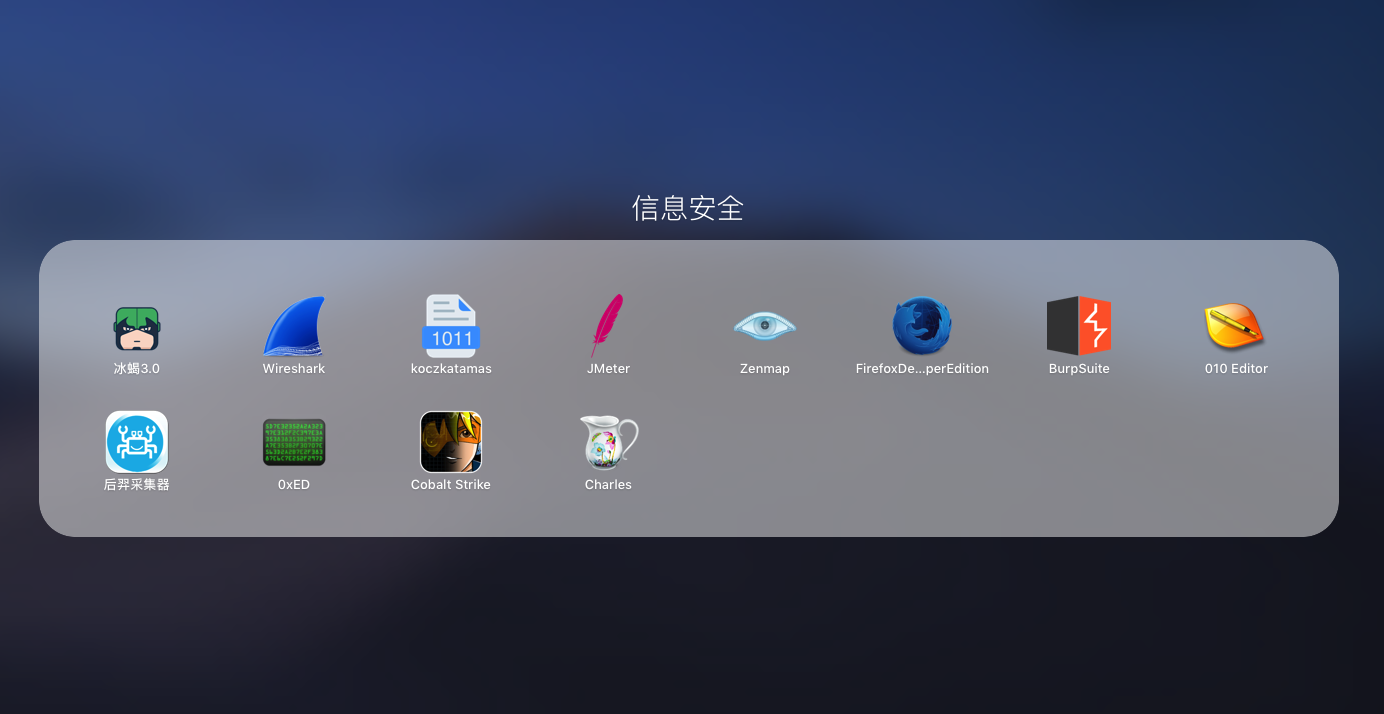 信息安全
冰蝎3.0
Wireshark
1011
koczkatamas
JMeter
Zenmap
FirefoxDe...perEdition
BurpSuite
010 Editor
后羿采集器
0xED
Cobalt Strike
Charles